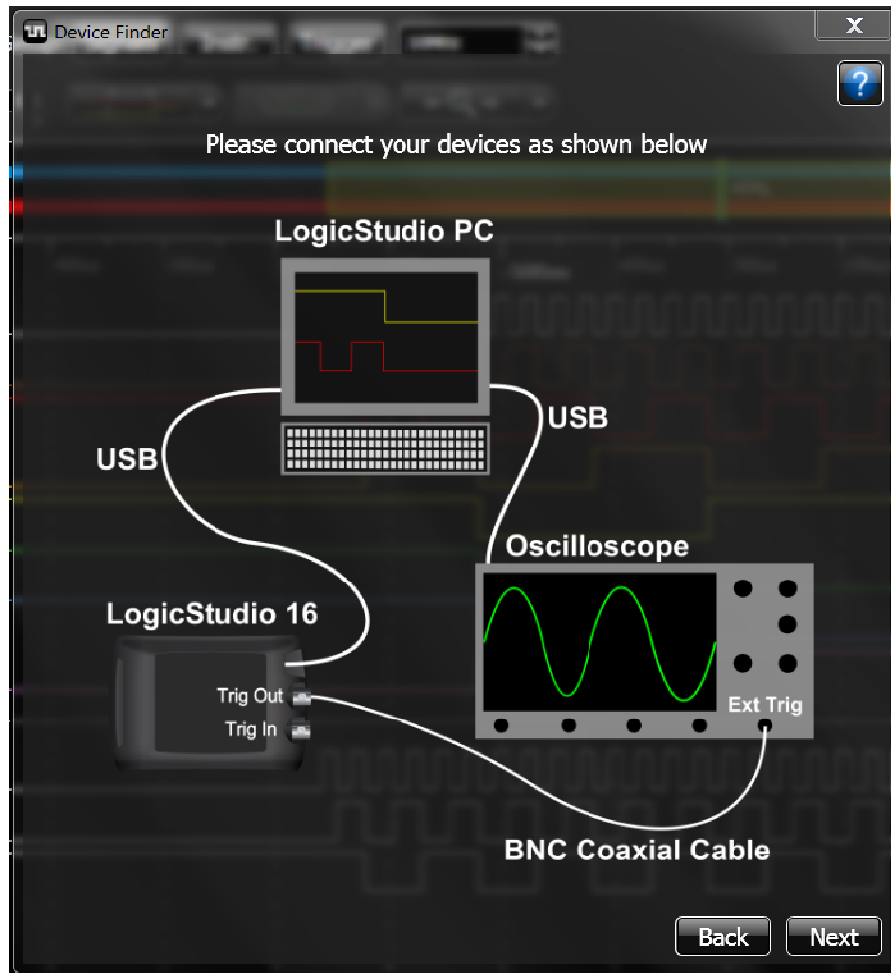 Device Finder
X
?
Please connect your devices as shown below
LogicStudio PC
USB
USB
Oscilloscope
LogicStudio 16
Trig Out
Ext Trig
Trig In
BNC Coaxial Cable
Back
Next